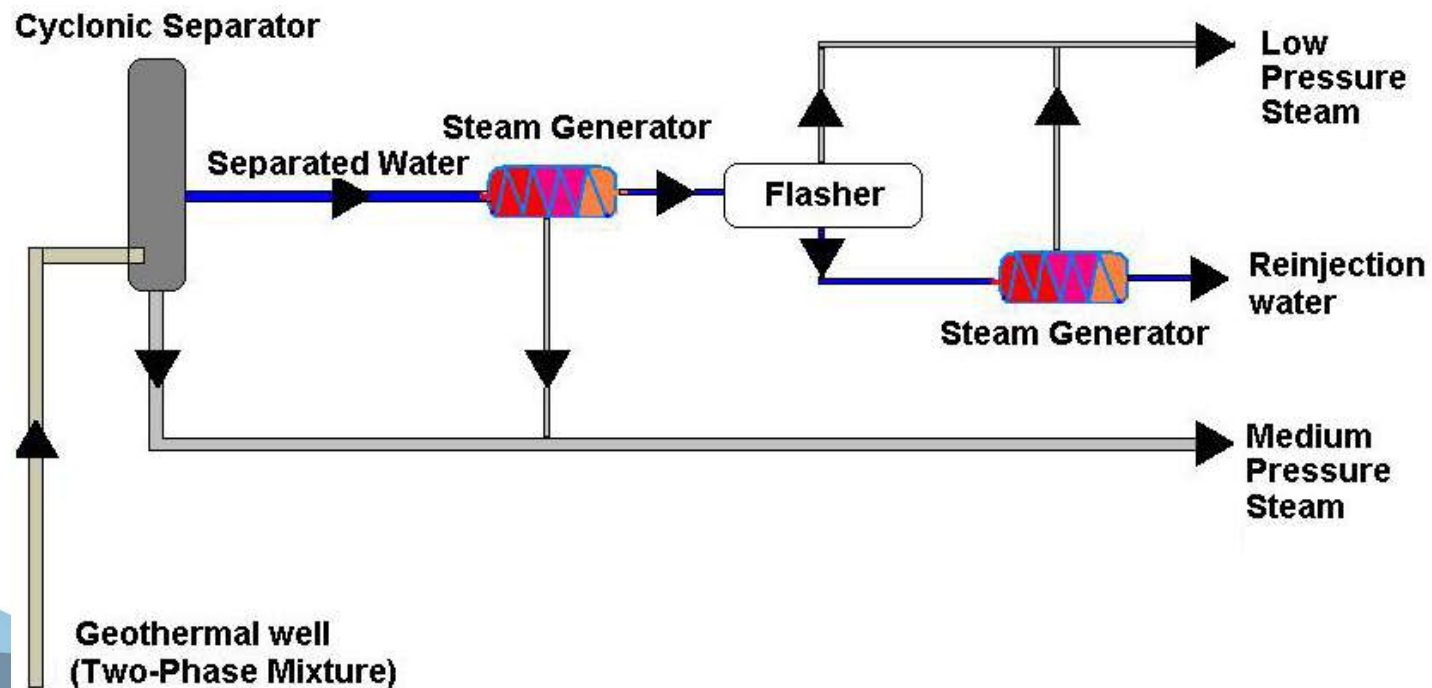 Cyclonic Separator
Steam Generator
Separated Water
Flasher
Low
Pressure
Steam
Reinjection
water
Steam Generator
Medium
Pressure
Steam
Geothermal well
(Two-Phase Mixture)